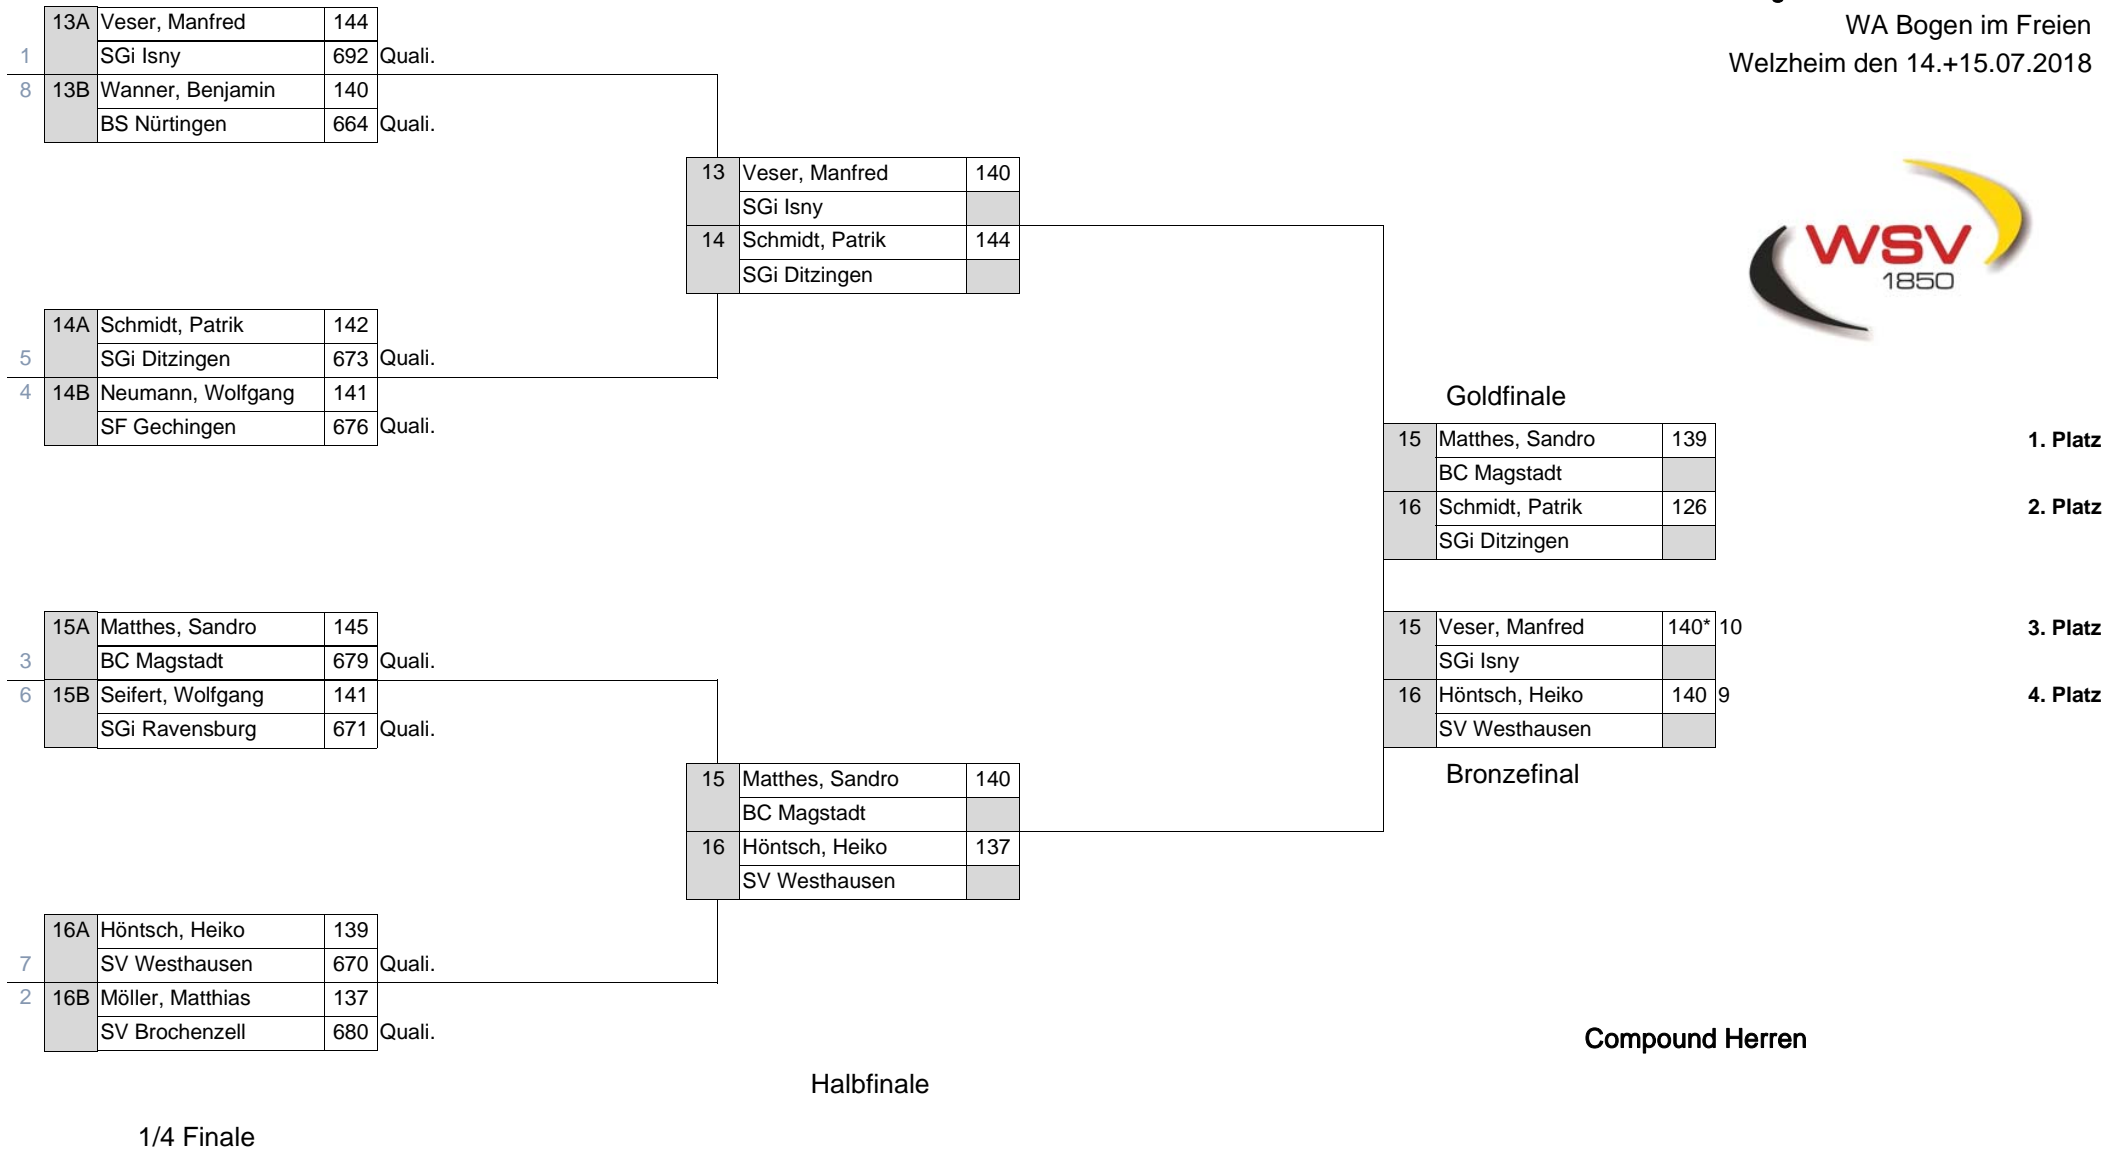 WA Bogen im Freien
Welzheim den 14.+15.07.2018
WSV
1850
13A Veser, Manfred 144
1 SGi Isny 692 Quali.
8 13B Wanner, Benjamin 140
BS Nürtingen 664 Quali.
14A Schmidt, Patrik 142
5 SGi Ditzingen 673 Quali.
4 14B Neumann, Wolfgang 141
SF Gechingen 676 Quali.
15A Matthes, Sandro 145
3 BC Magstadt 679 Quali.
6 15B Seifert, Wolfgang 141
SGi Ravensburg 671 Quali.
16A Höntsch, Heiko 139
7 SV Westhausen 670 Quali.
2 16B Möller, Matthias 137
SV Brochenzell 680 Quali.
1/4 Finale
13 Veser, Manfred 140
SGi Isny
14 Schmidt, Patrik 144
SGi Ditzingen
15 Matthes, Sandro 140
BC Magstadt
16 Höntsch, Heiko 137
SV Westhausen
Halbfinale
Goldfinale
15 Matthes, Sandro 139 1. Platz
BC Magstadt
16 Schmidt, Patrik 126 2. Platz
SGi Ditzingen
15 Veser, Manfred 140* 10 3. Platz
SGi Isny
16 Höntsch, Heiko 140 9 4. Platz
SV Westhausen
Bronzefinal
Compound Herren